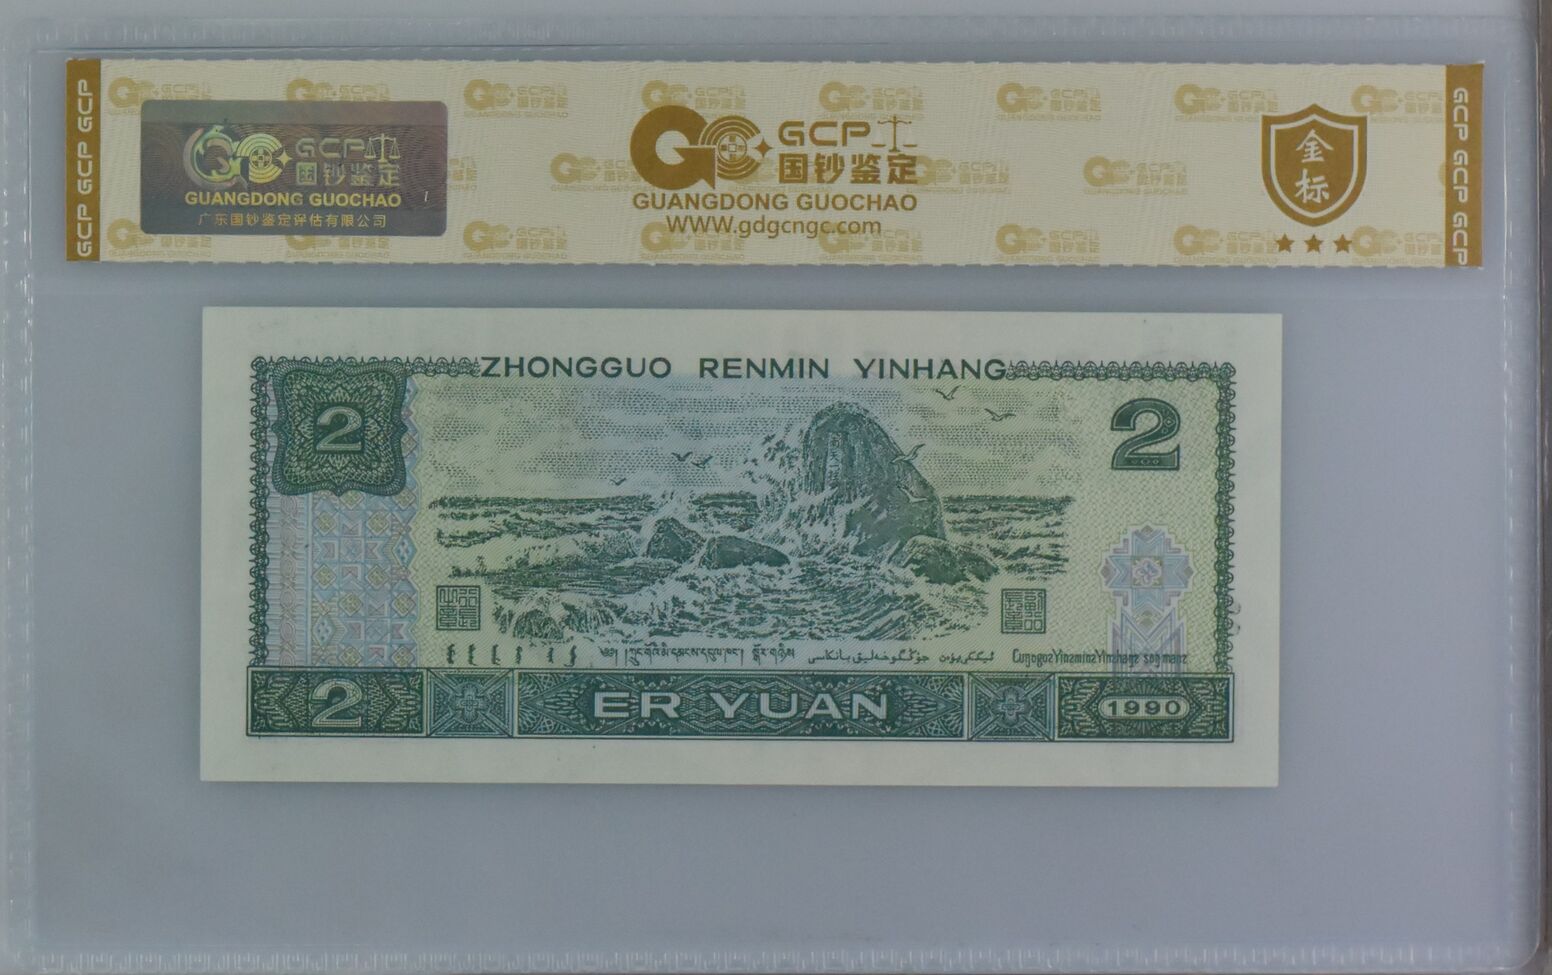 GCP GCP GCP
GCP
国钞鉴定
GUANGDONG GUOCHAO
广东国钞鉴定评估有限公司
GCP
国钞鉴定
GUANGDONG GUOCHAO
WWW.gdgcngc.com
金
标
GCP GCP GCP
ZHONGGUO RENMIN YINHANG
2
2
2
ER YUAN
1990